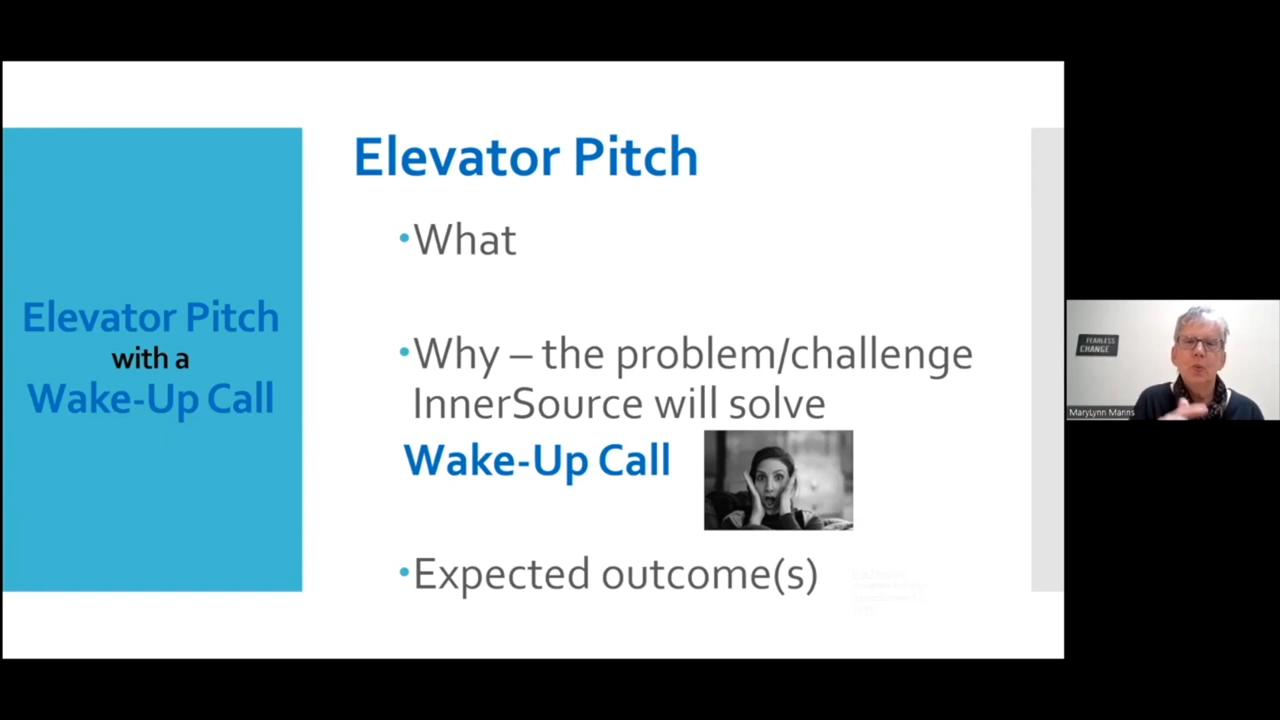 Elevator Pitch
with a
Wake-Up Call
Elevator Pitch
•What
•Why – the problem/challenge
InnerSource will solve
Wake-Up Call
•Expected outcome(s)
FEARLESS
CHANGE
MaryLynn Manns